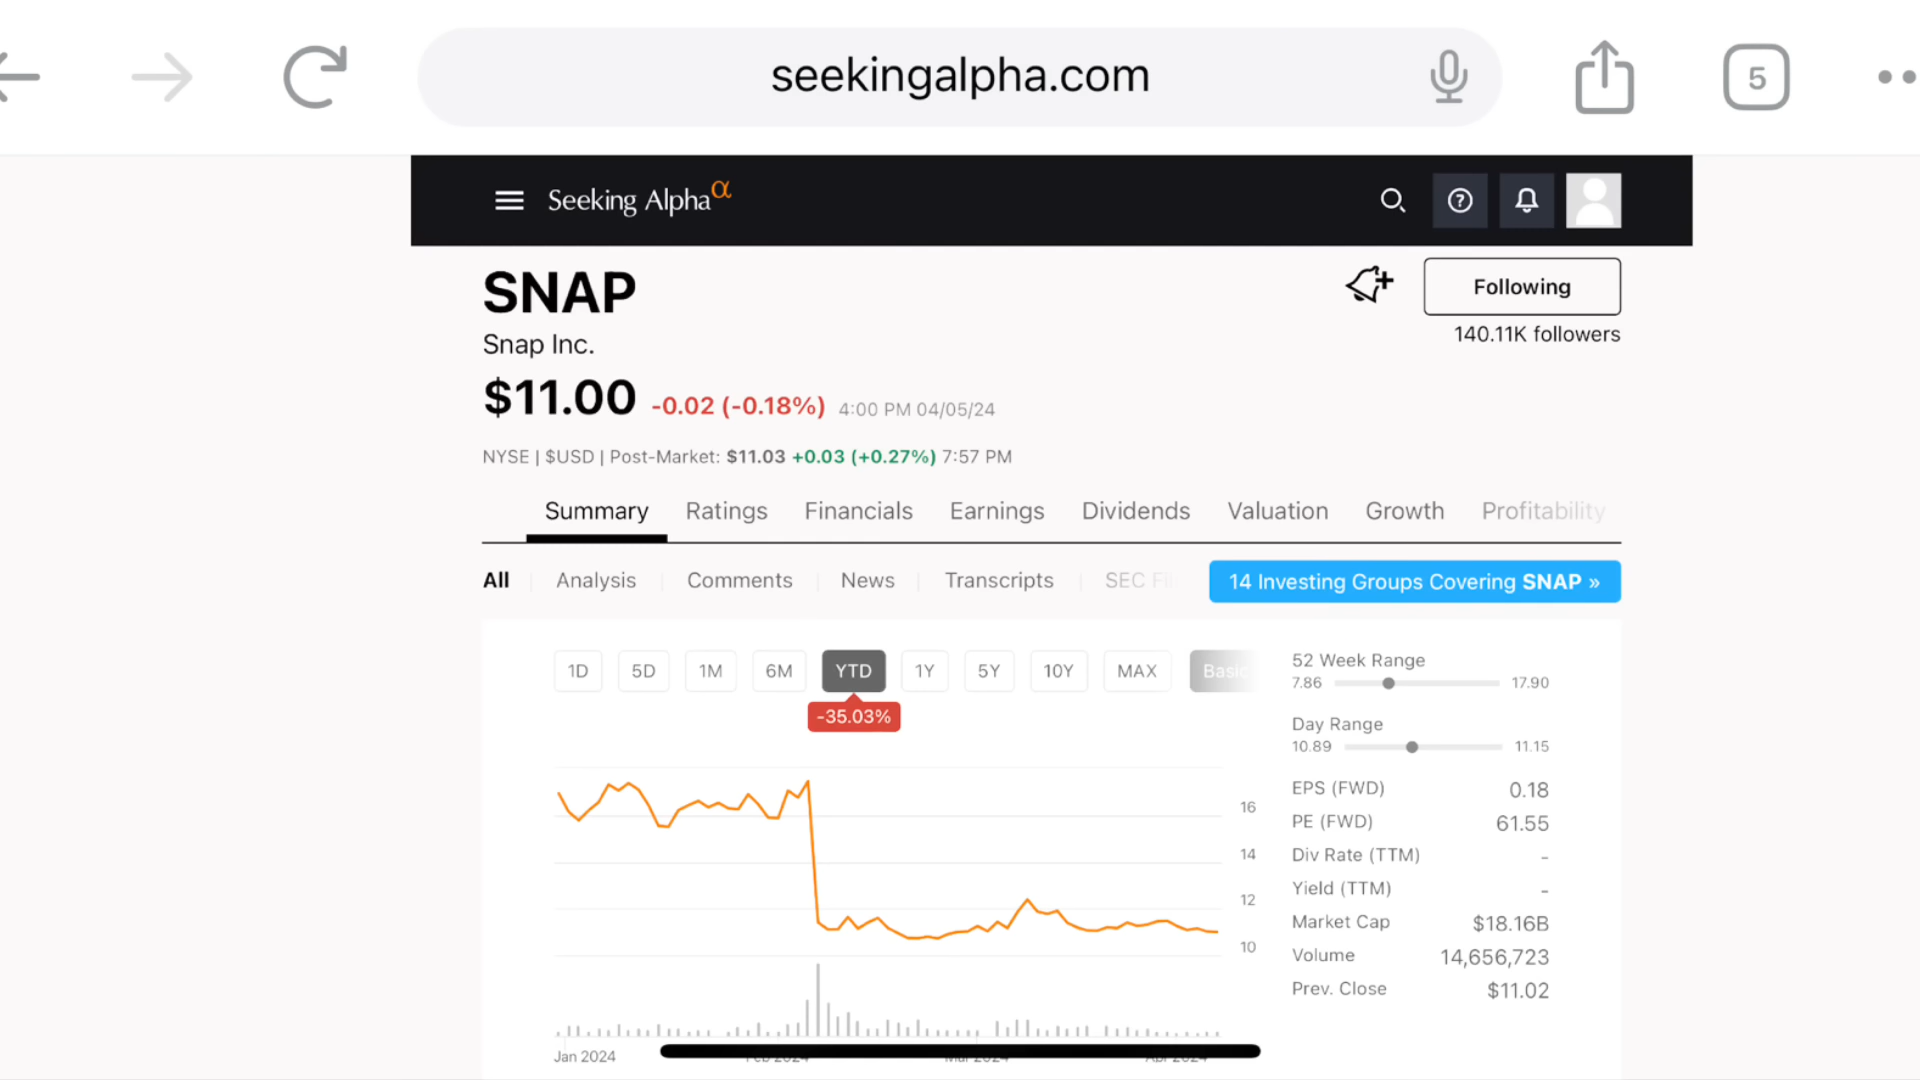 seekingalpha.com
5
Seeking Alpha α
SNAP
Following
140.11K followers
Snap Inc.
$11.00 -0.02 (-0.18%) 4:00 PM 04/05/24
NYSE | $USD | Post-Market: $11.03 +0.03 (+0.27%) 7:57 PM
Summary Ratings Financials Earnings Dividends Valuation Growth Profitability
All Analysis Comments News Transcripts SEC
14 Investing Groups Covering SNAP »
1D 5D 1M 6M YTD 1Y 5Y 10Y MAX Basic
-35.03%
16
14
12
10
Jan 2024
52 Week Range
7.86 17.90
Day Range
10.89 11.15
EPS (FWD) 0.18
PE (FWD) 61.55
Div Rate (TTM) -
Yield (TTM) -
Market Cap $18.16B
Volume 14,656,723
Prev. Close $11.02